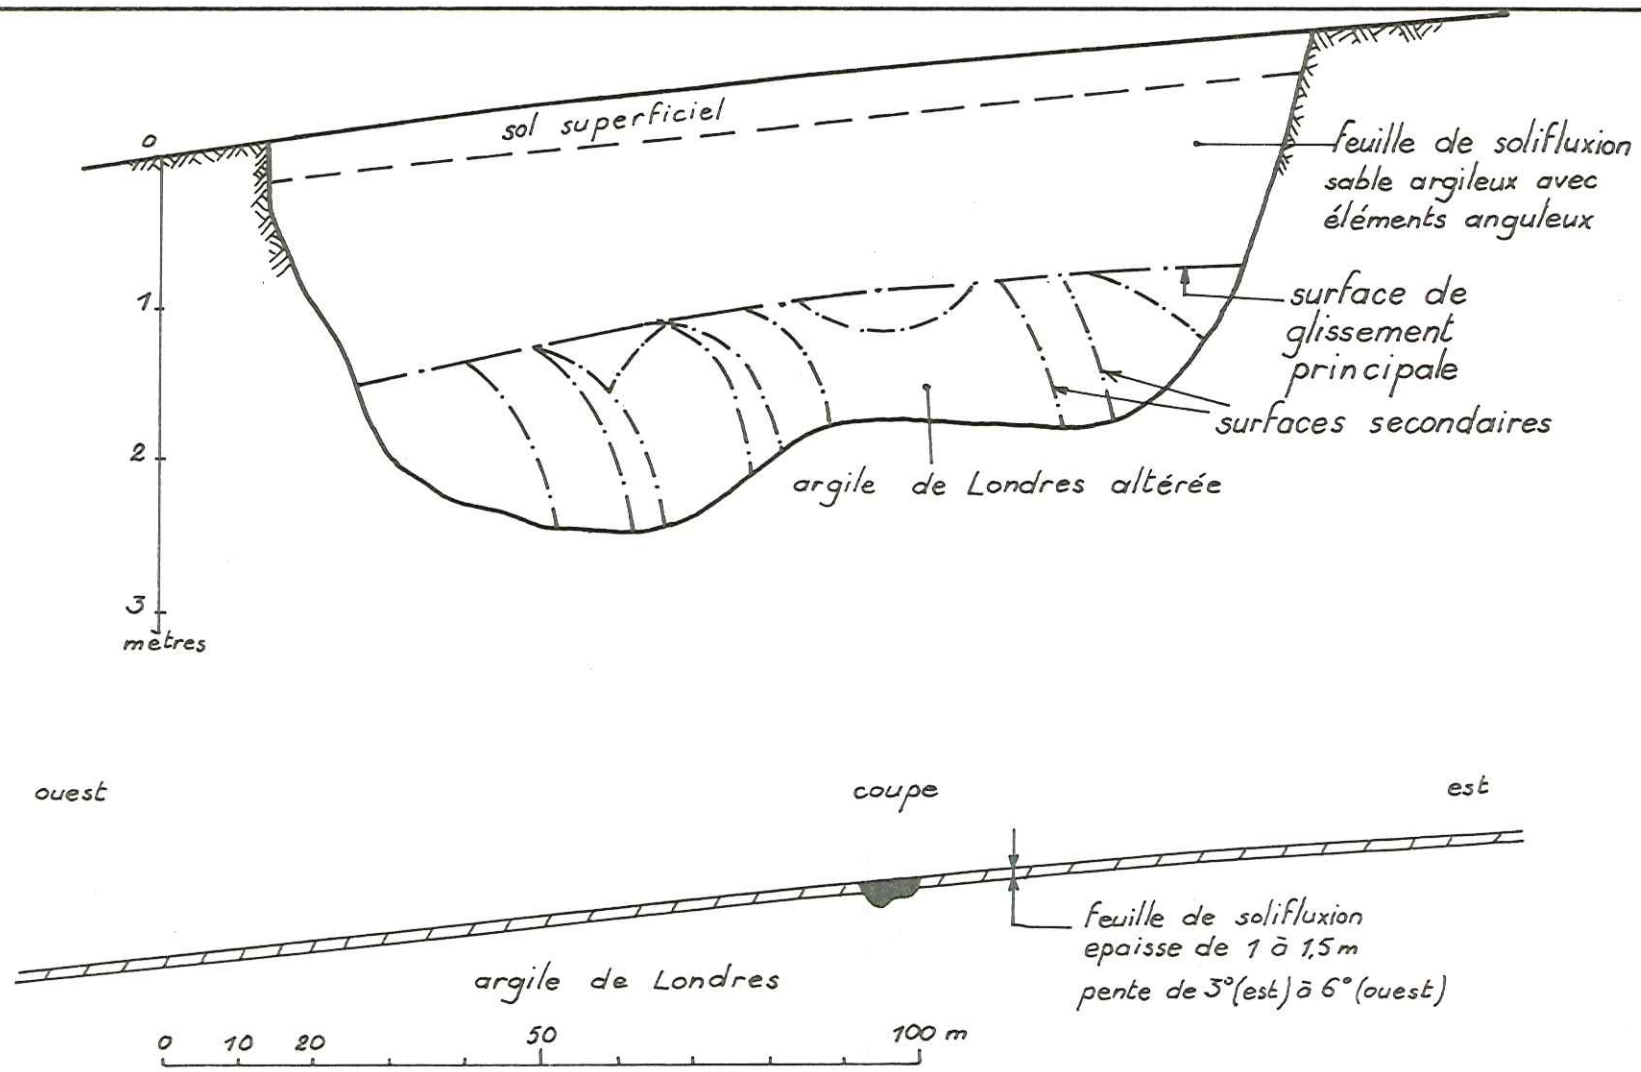 0
sol superficiel
feuille de solifluxion
sable argileux avec
éléments anguleux
1
surface de
glissement
principale
surfaces secondaires
2
argile de Londres altérée
3
mètres
ouest
coupe
est
feuille de solifluxion
epaisse de 1 à 1,5 m
pente de 3°(est) à 6° (ouest)
argile de Londres
0 10 20 50 100 m